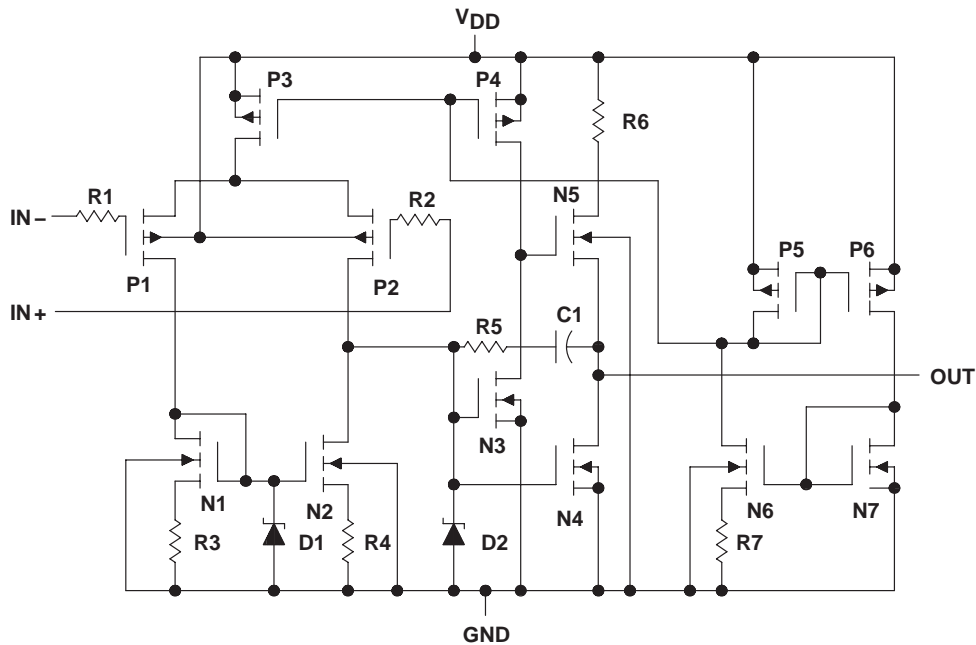 VDD
P3
P4
R6
R1
R2
N5
IN−
P5
P6
P1
P2
IN+
R5
C1
OUT
N3
N1
N2
N4
N6
N7
R3
D1
R4
D2
R7
GND